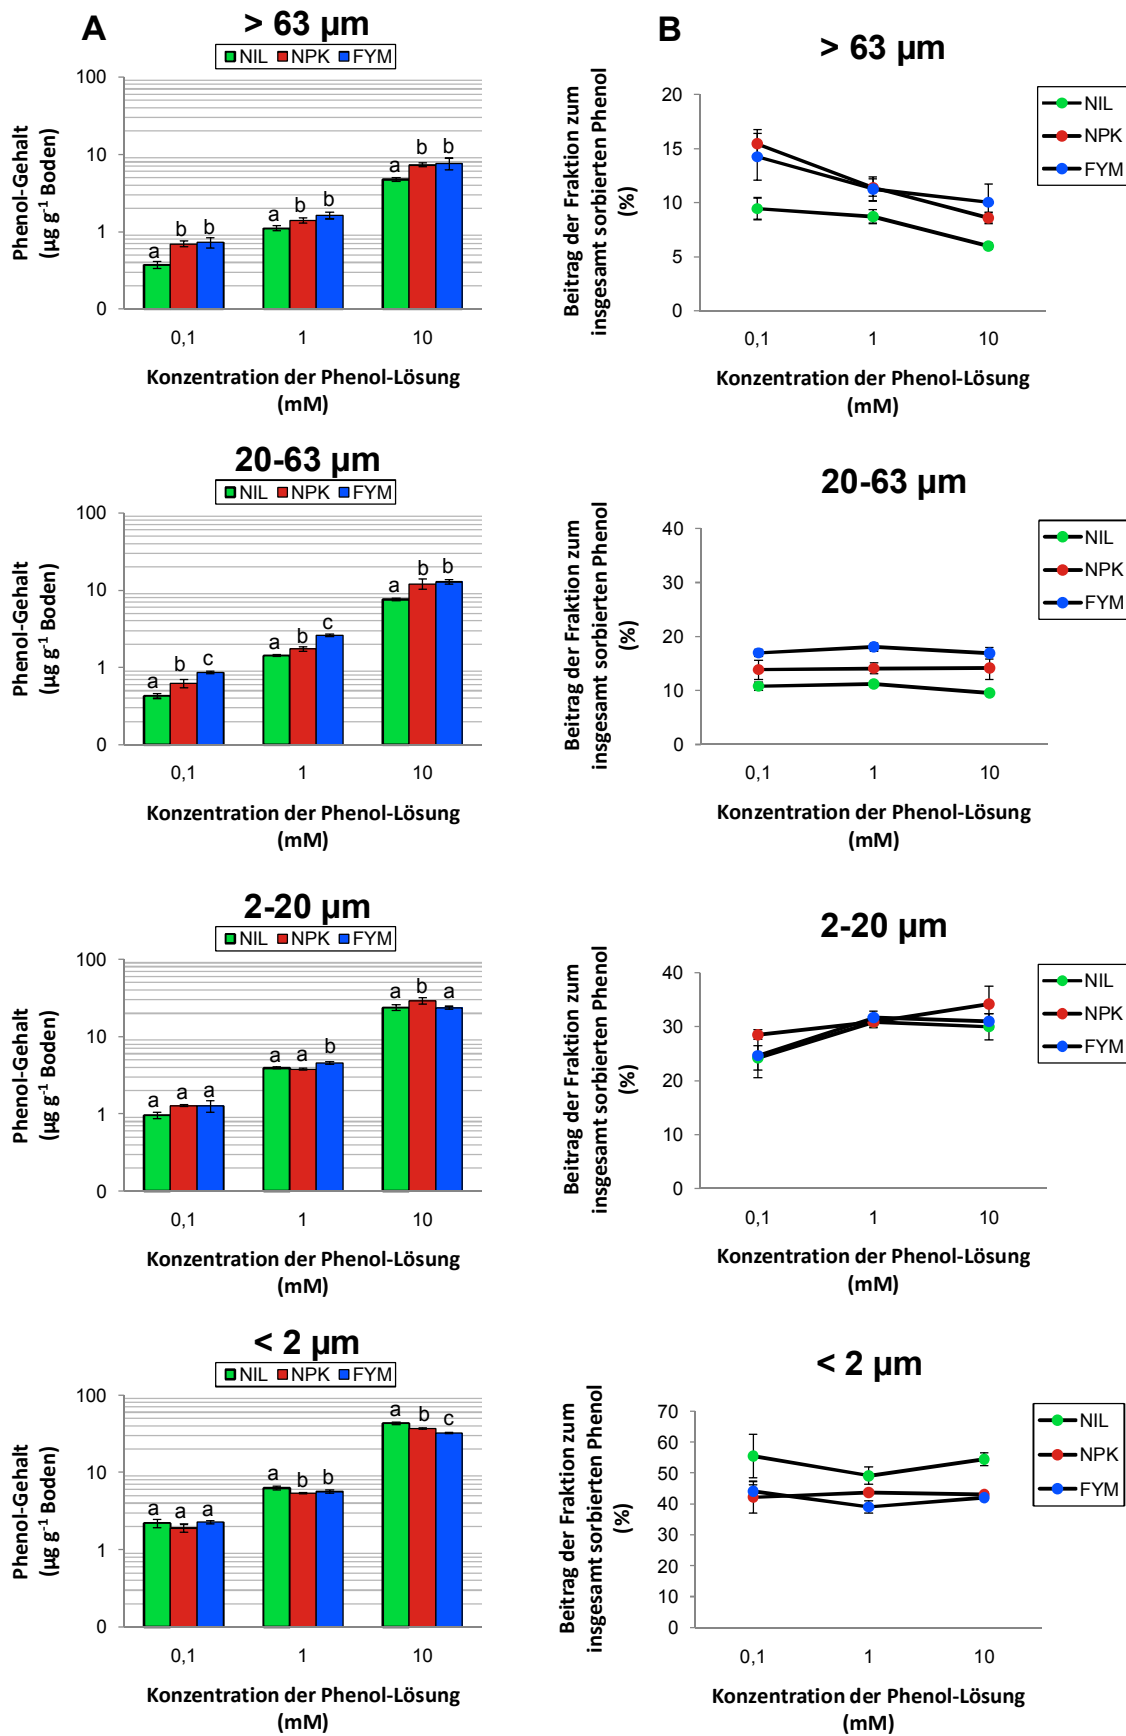 A
> 63 µm
NIL NPK FYM
Phenol-Gehalt
(µg g⁻¹ Boden)
100
10
1
0
a b b
a b b
a b b
0,1 1 10
Konzentration der Phenol-Lösung
(mM)
B
> 63 µm
Beitrag der Fraktion zum
insgesamt sorbierten Phenol
(%)
20
15
10
5
0
NIL
NPK
FYM
0,1 1 10
Konzentration der Phenol-Lösung
(mM)
20-63 µm
NIL NPK FYM
Phenol-Gehalt
(µg g⁻¹ Boden)
100
10
1
0
a b c
a b c
a b b
0,1 1 10
Konzentration der Phenol-Lösung
(mM)
20-63 µm
Beitrag der Fraktion zum
insgesamt sorbierten Phenol
(%)
40
30
20
10
0
NIL
NPK
FYM
0,1 1 10
Konzentration der Phenol-Lösung
(mM)
2-20 µm
NIL NPK FYM
Phenol-Gehalt
(µg g⁻¹ Boden)
100
10
1
0
a a a
a a b
a b a
0,1 1 10
Konzentration der Phenol-Lösung
(mM)
2-20 µm
Beitrag der Fraktion zum
insgesamt sorbierten Phenol
(%)
40
30
20
10
0
NIL
NPK
FYM
0,1 1 10
Konzentration der Phenol-Lösung
(mM)
< 2 µm
NIL NPK FYM
Phenol-Gehalt
(µg g⁻¹ Boden)
100
10
1
0
a a a
a b b
a b c
0,1 1 10
Konzentration der Phenol-Lösung
(mM)
< 2 µm
Beitrag der Fraktion zum
insgesamt sorbierten Phenol
(%)
70
60
50
40
30
20
10
0
NIL
NPK
FYM
0,1 1 10
Konzentration der Phenol-Lösung
(mM)